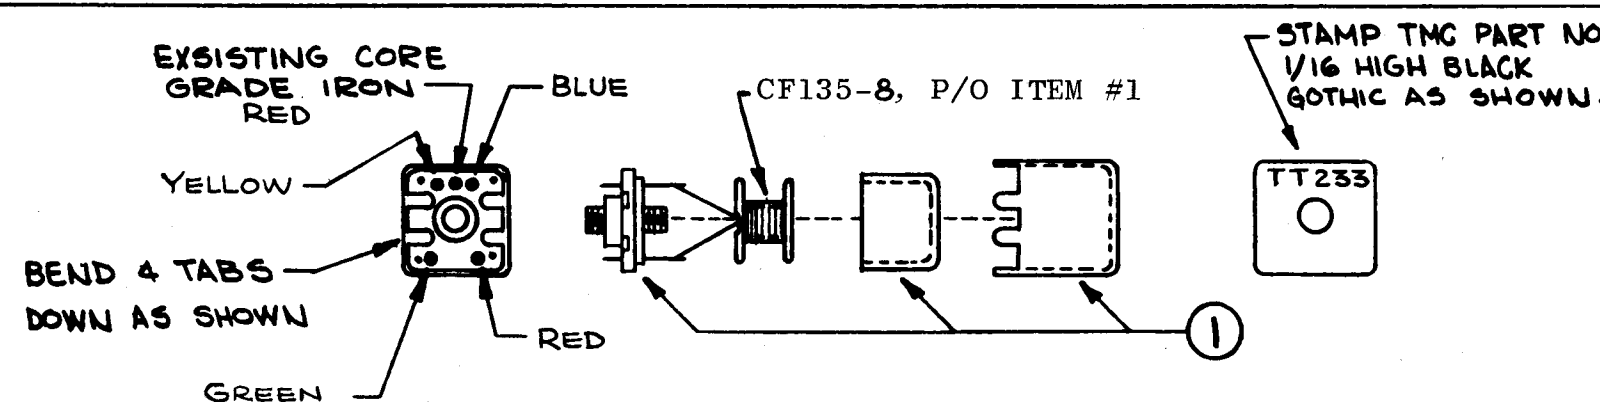 EXSISTING CORE
GRADE IRON
RED
BLUE
YELLOW
BEND 4 TABS
DOWN AS SHOWN
GREEN
RED
CF135-8, P/O ITEM #1
1
STAMP TMC PART NO
1/16 HIGH BLACK
GOTHIC AS SHOWN.
TT233